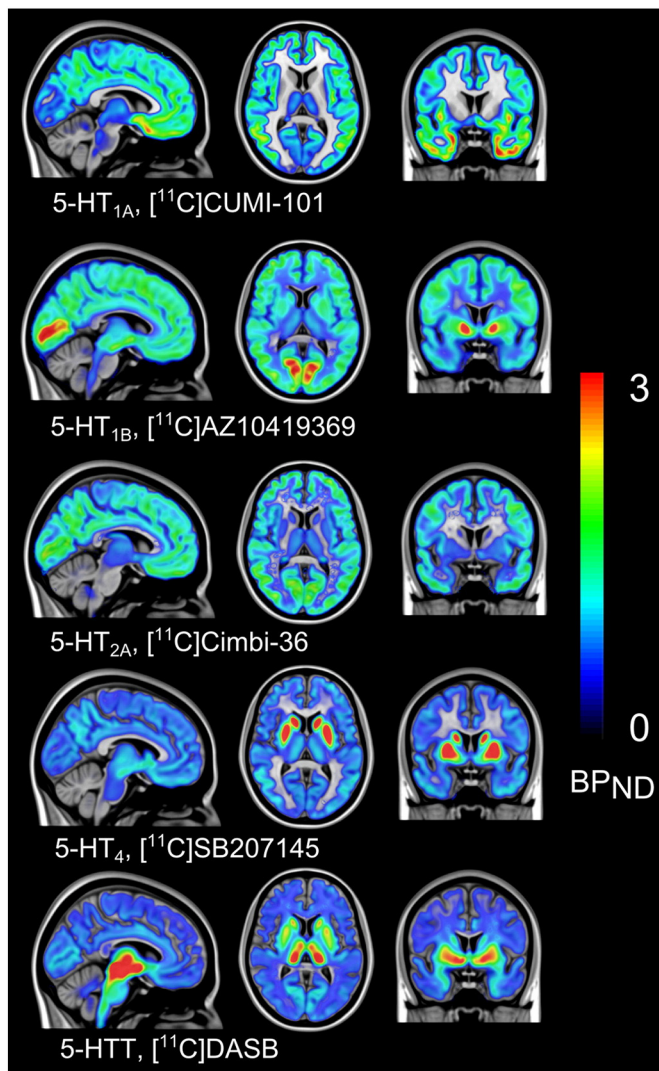 5-HT₁A, [¹¹C]CUMI-101
5-HT₁B, [¹¹C]AZ10419369
3
5-HT₂A, [¹¹C]Cimbi-36
0
BPND
5-HT₄, [¹¹C]SB207145
5-HTT, [¹¹C]DASB